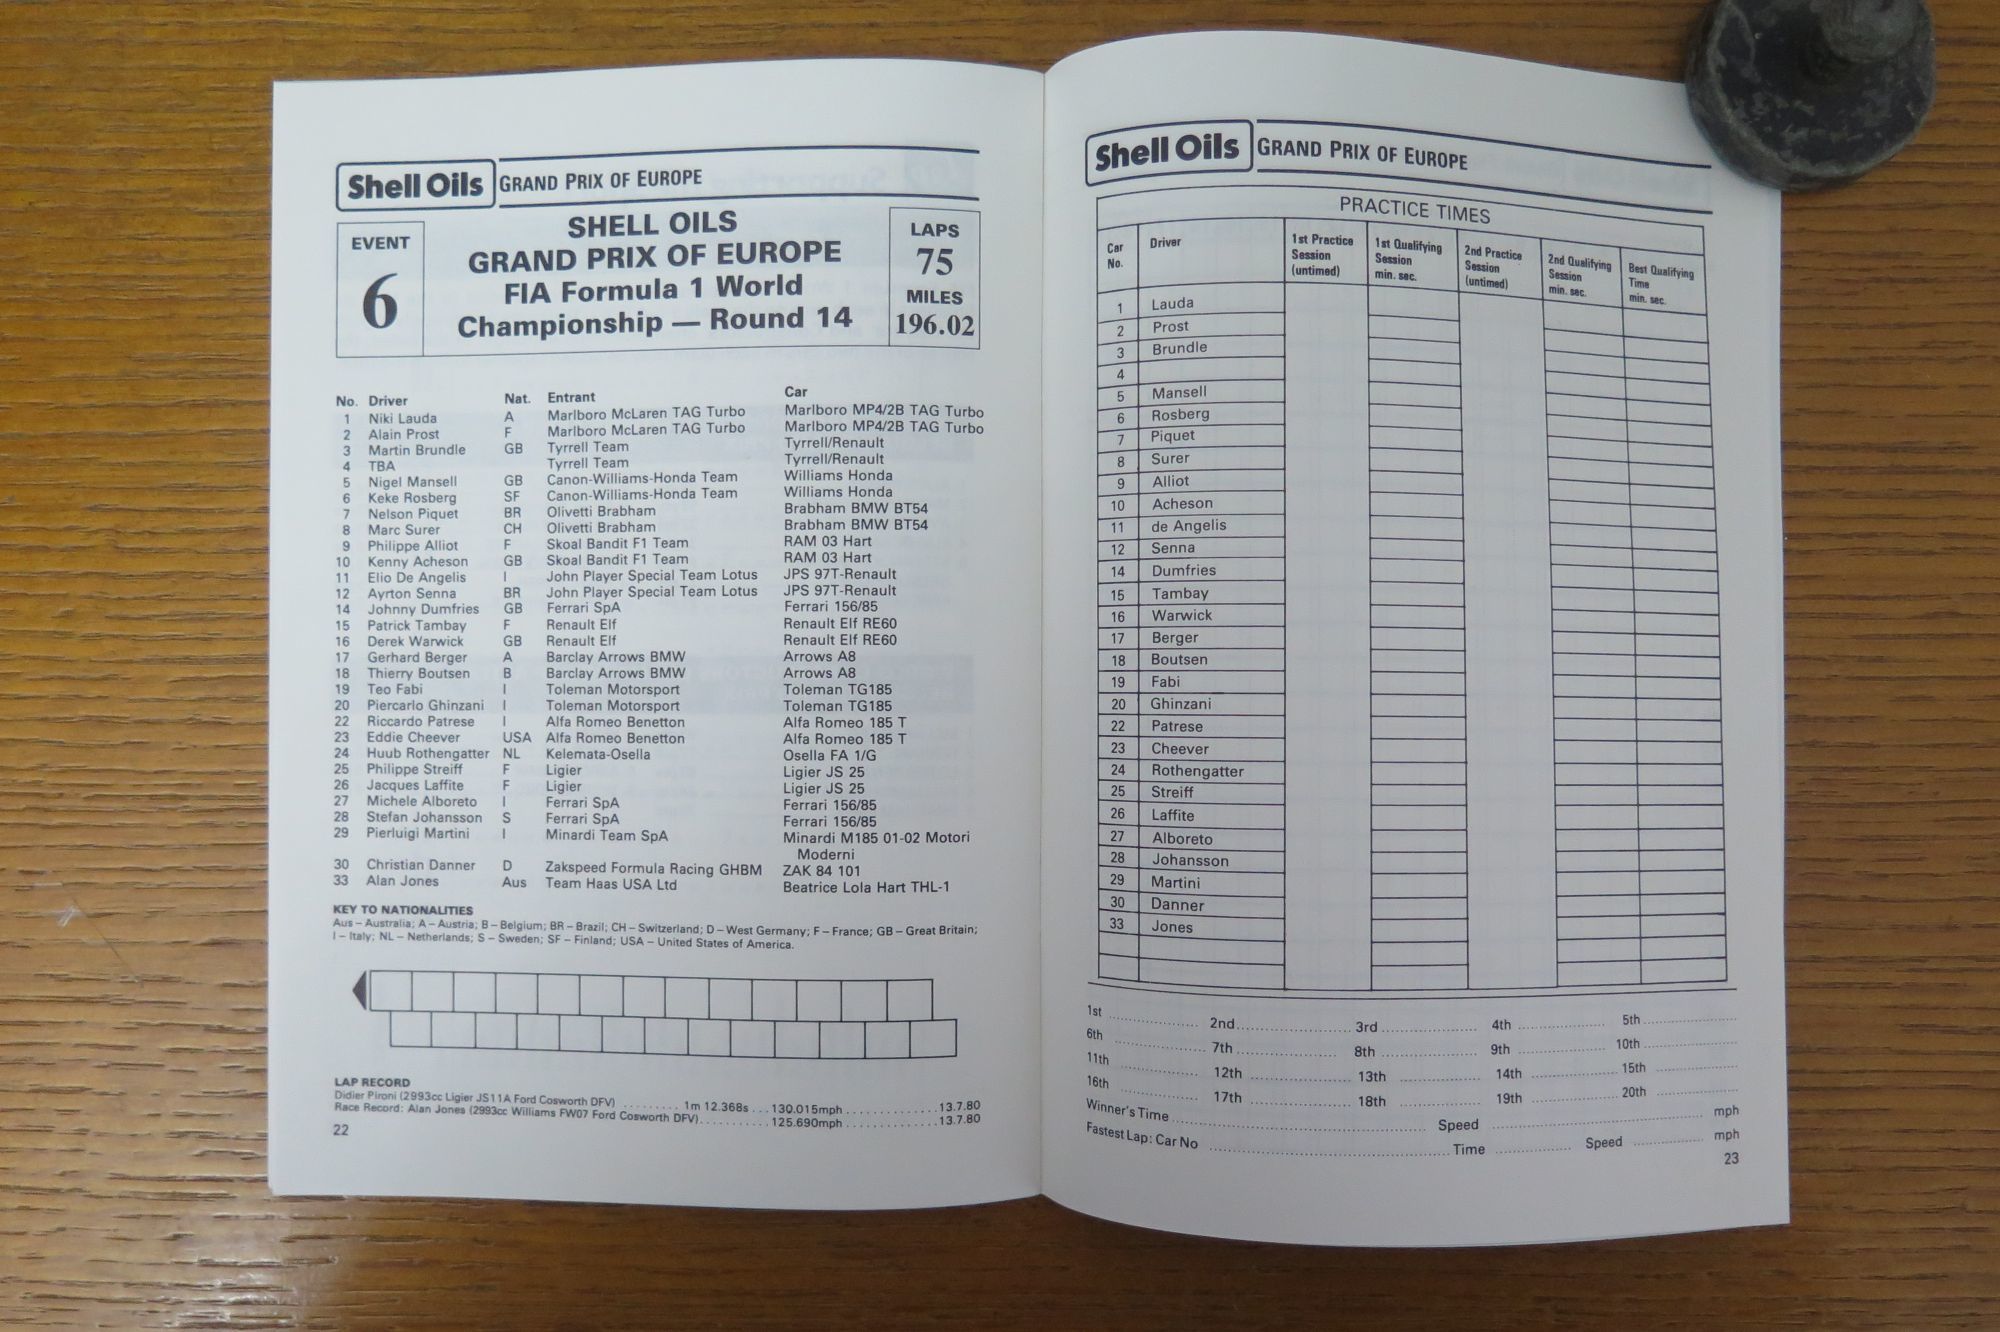 Shell Oils GRAND PRIX OF EUROPE
EVENT
6
SHELL OILS
GRAND PRIX OF EUROPE
FIA Formula 1 World
Championship — Round 14
LAPS
75
MILES
196.02
No. Driver Nat. Entrant Car
1 Niki Lauda A Marlboro McLaren TAG Turbo Marlboro MP4/2B TAG Turbo
2 Alain Prost F Marlboro McLaren TAG Turbo Marlboro MP4/2B TAG Turbo
3 Martin Brundle GB Tyrrell Team Tyrrell/Renault
4 TBA Tyrrell Team Tyrrell/Renault
5 Nigel Mansell GB Canon-Williams-Honda Team Williams Honda
6 Keke Rosberg SF Canon-Williams-Honda Team Williams Honda
7 Nelson Piquet BR Olivetti Brabham Brabham BMW BT54
8 Marc Surer CH Olivetti Brabham Brabham BMW BT54
9 Philippe Alliot F Skoal Bandit F1 Team RAM 03 Hart
10 Kenny Acheson GB Skoal Bandit F1 Team RAM 03 Hart
11 Elio De Angelis I John Player Special Team Lotus JPS 97T-Renault
12 Ayrton Senna BR John Player Special Team Lotus JPS 97T-Renault
14 Johnny Dumfries GB Ferrari SpA Ferrari 156/85
15 Patrick Tambay F Renault Elf Renault Elf RE60
16 Derek Warwick GB Renault Elf Renault Elf RE60
17 Gerhard Berger A Barclay Arrows BMW Arrows A8
18 Thierry Boutsen B Barclay Arrows BMW Arrows A8
19 Teo Fabi I Toleman Motorsport Toleman TG185
20 Piercarlo Ghinzani I Toleman Motorsport Toleman TG185
22 Riccardo Patrese I Alfa Romeo Benetton Alfa Romeo 185 T
23 Eddie Cheever USA Alfa Romeo Benetton Alfa Romeo 185 T
24 Huub Rothengatter NL Kelemata-Osella Osella FA 1/G
25 Philippe Streiff F Ligier Ligier JS 25
26 Jacques Laffite F Ligier Ligier JS 25
27 Michele Alboreto I Ferrari SpA Ferrari 156/85
28 Stefan Johansson S Ferrari SpA Ferrari 156/85
29 Pierluigi Martini I Minardi Team SpA Minardi M185 01-02 Motori
Moderni
30 Christian Danner D Zakspeed Formula Racing GHBM ZAK 84 101
33 Alan Jones Aus Team Haas USA Ltd Beatrice Lola Hart THL-1
KEY TO NATIONALITIES
Aus – Australia; A – Austria; B – Belgium; BR – Brazil; CH – Switzerland; D – West Germany; F – France; GB – Great Britain;
I – Italy; NL – Netherlands; S – Sweden; SF – Finland; USA – United States of America.
LAP RECORD
Didier Pironi (2993cc Ligier JS11A Ford Cosworth DFV) ......... 1m 12.368s ... 130.015mph .............. 13.7.80
Race Record: Alan Jones (2993cc Williams FW07 Ford Cosworth DFV)........... 125.690mph .............. 13.7.80
22
Shell Oils GRAND PRIX OF EUROPE
PRACTICE TIMES
Car No. Driver 1st Practice Session (untimed) 1st Qualifying Session min. sec. 2nd Practice Session (untimed) 2nd Qualifying Session min. sec. Best Qualifying Time min. sec.
1 Lauda
2 Prost
3 Brundle
4
5 Mansell
6 Rosberg
7 Piquet
8 Surer
9 Alliot
10 Acheson
11 de Angelis
12 Senna
14 Dumfries
15 Tambay
16 Warwick
17 Berger
18 Boutsen
19 Fabi
20 Ghinzani
22 Patrese
23 Cheever
24 Rothengatter
25 Streiff
26 Laffite
27 Alboreto
28 Johansson
29 Martini
30 Danner
33 Jones
1st .......... 2nd .......... 3rd .......... 4th .......... 5th ..........
6th .......... 7th .......... 8th .......... 9th .......... 10th ..........
11th .......... 12th .......... 13th .......... 14th .......... 15th ..........
16th .......... 17th .......... 18th .......... 19th .......... 20th ..........
Winner's Time .......... Speed .......... mph
Fastest Lap: Car No .......... Time .......... Speed .......... mph
23